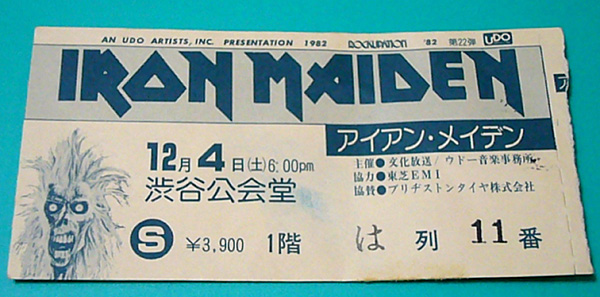 AN UDO ARTISTS, INC. PRESENTATION 1982 ROCKUPATION '82 第22弾 UDO
IRON MAIDEN
アイアン・メイデン
12月4日(土)6:00pm
渋谷公会堂
主催●文化放送/ウドー音楽事務所
協力●東芝EMI
協賛●ブリヂストンタイヤ株式会社
S ¥3,900 1階 は列 11番